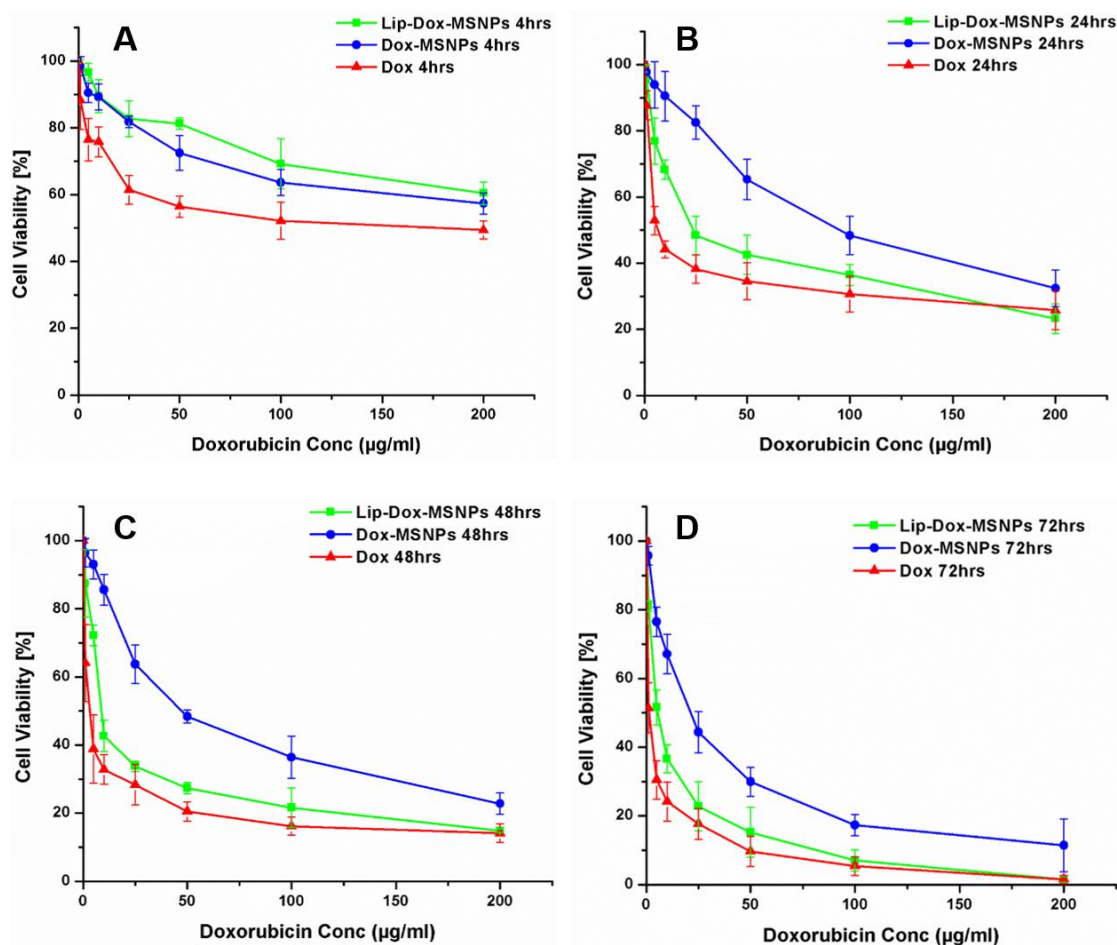 A
Lip-Dox-MSNPs 4hrs
Dox-MSNPs 4hrs
Dox 4hrs
100
80
60
40
20
0
Cell Viability [%]
0 50 100 150 200
Doxorubicin Conc (µg/ml)
B
Lip-Dox-MSNPs 24hrs
Dox-MSNPs 24hrs
Dox 24hrs
100
80
60
40
20
0
Cell Viability [%]
0 50 100 150 200
Doxorubicin Conc (µg/ml)
C
Lip-Dox-MSNPs 48hrs
Dox-MSNPs 48hrs
Dox 48hrs
100
80
60
40
20
0
Cell Viability [%]
0 50 100 150 200
Doxorubicin Conc (µg/ml)
D
Lip-Dox-MSNPs 72hrs
Dox-MSNPs 72hrs
Dox 72hrs
100
80
60
40
20
0
Cell Viability [%]
0 50 100 150 200
Doxorubicin Conc (µg/ml)